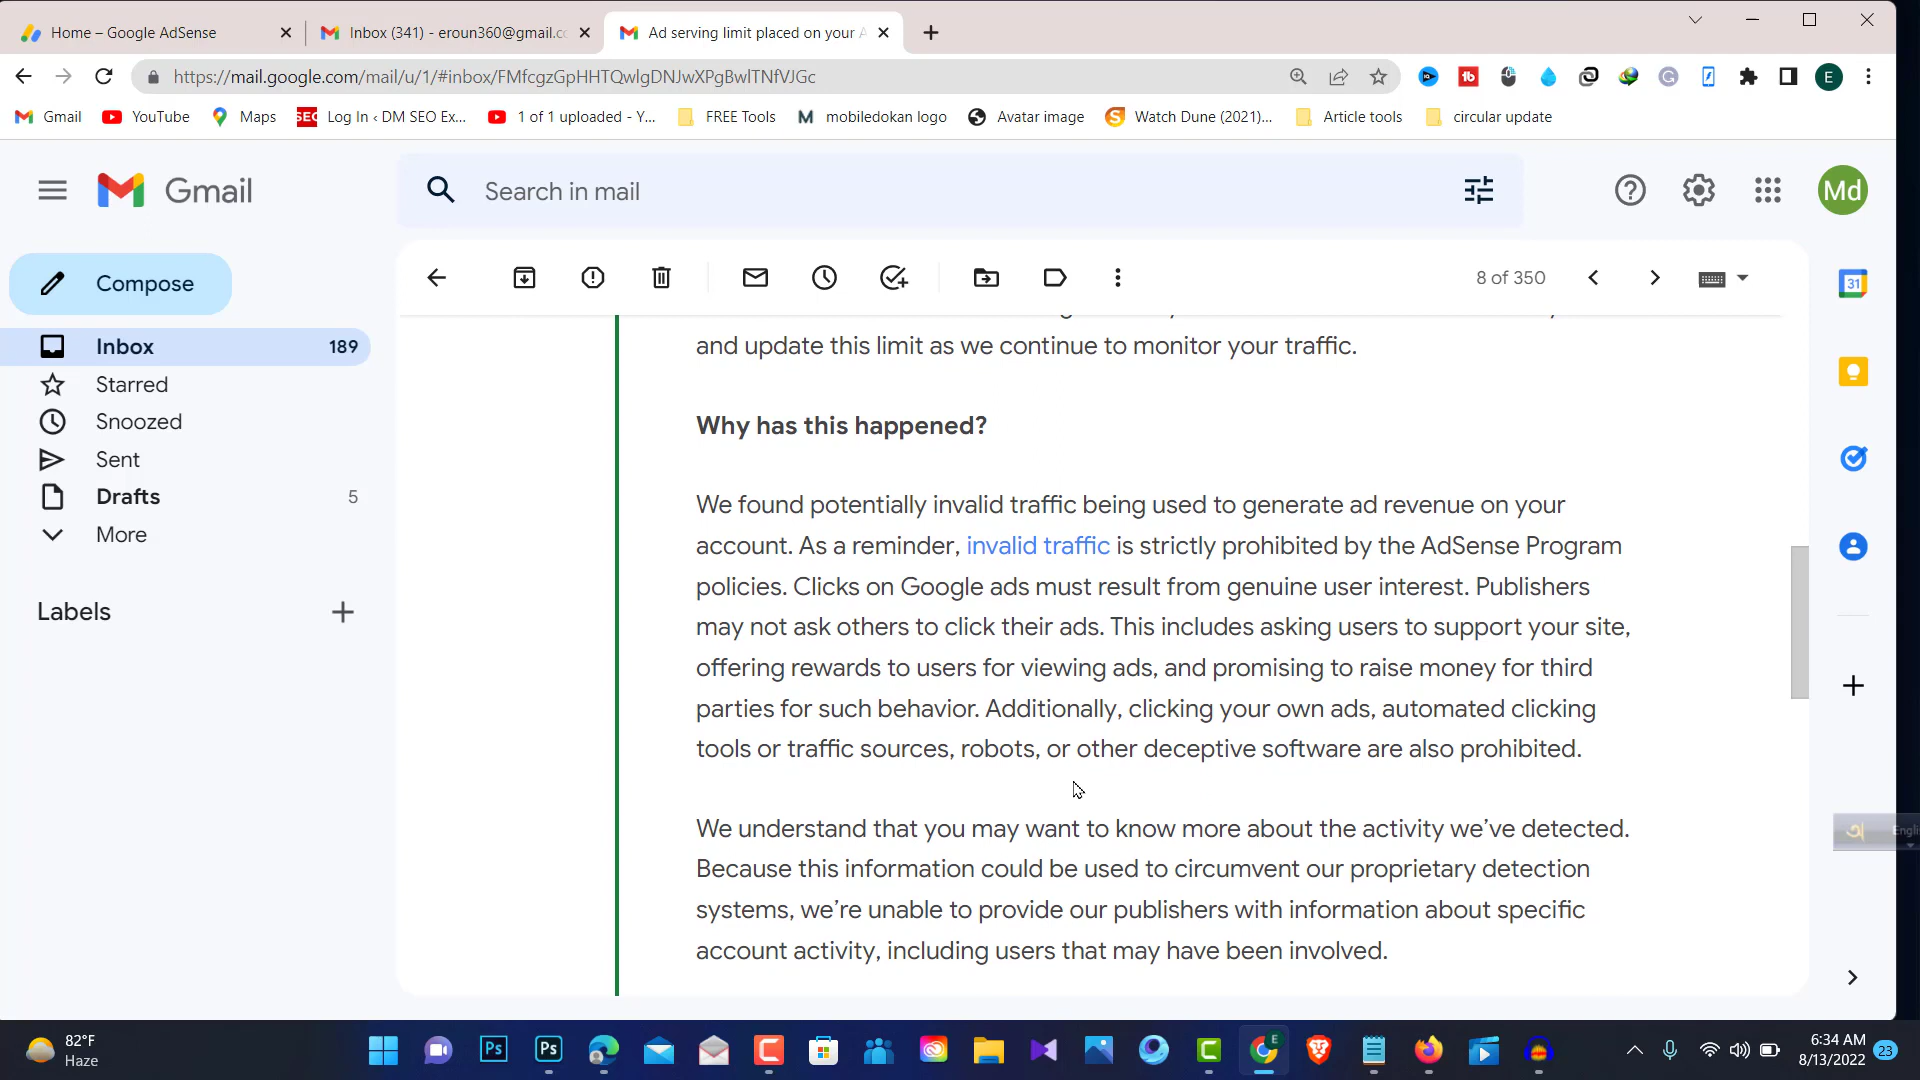 Home – Google AdSense
Inbox (341) - eroun360@gmail.co
Ad serving limit placed on your A
https://mail.google.com/mail/u/1/#inbox/FMfcgzGpHHTQwlgDNJwXPgBwlTNfVJGc
E
Gmail
YouTube
Maps
SEC
Log In ‹ DM SEO Ex...
1 of 1 uploaded - Y...
FREE Tools
M mobiledokan logo
Avatar image
Watch Dune (2021)...
Article tools
circular update
Gmail
Search in mail
Md
Compose
8 of 350
31
Inbox 189
Starred
Snoozed
Sent
Drafts 5
More
Labels
and update this limit as we continue to monitor your traffic.
Why has this happened?
We found potentially invalid traffic being used to generate ad revenue on your
account. As a reminder, invalid traffic is strictly prohibited by the AdSense Program
policies. Clicks on Google ads must result from genuine user interest. Publishers
may not ask others to click their ads. This includes asking users to support your site,
offering rewards to users for viewing ads, and promising to raise money for third
parties for such behavior. Additionally, clicking your own ads, automated clicking
tools or traffic sources, robots, or other deceptive software are also prohibited.
We understand that you may want to know more about the activity we’ve detected.
Because this information could be used to circumvent our proprietary detection
systems, we’re unable to provide our publishers with information about specific
account activity, including users that may have been involved.
82°F
Haze
Ps
Ps
E
6:34 AM
8/13/2022
23